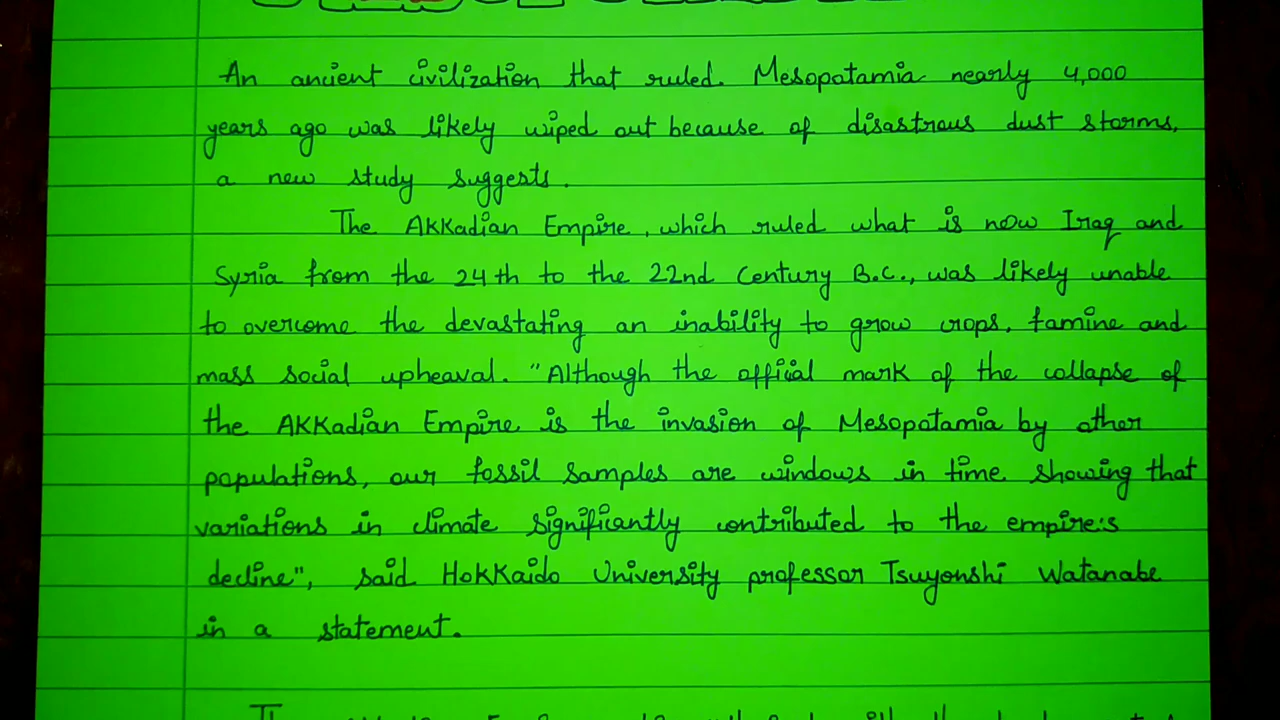 An ancient civilization that ruled. Mesopotamia nearly 4,000
years ago was likely wiped out because of disastrous dust storms,
a new study suggests.
The Akkadian Empire, which ruled what is now Iraq and
Syria from the 24th to the 22nd Century B.C., was likely unable
to overcome the devastating an inability to grow crops, famine and
mass social upheaval. "Although the official mark of the collapse of
the Akkadian Empire is the invasion of Mesopotamia by other
populations, our fossil samples are windows in time showing that
variations in climate significantly contributed to the empire's
decline", said Hokkaido University professor Tsuyonshi Watanabe
in a statement.